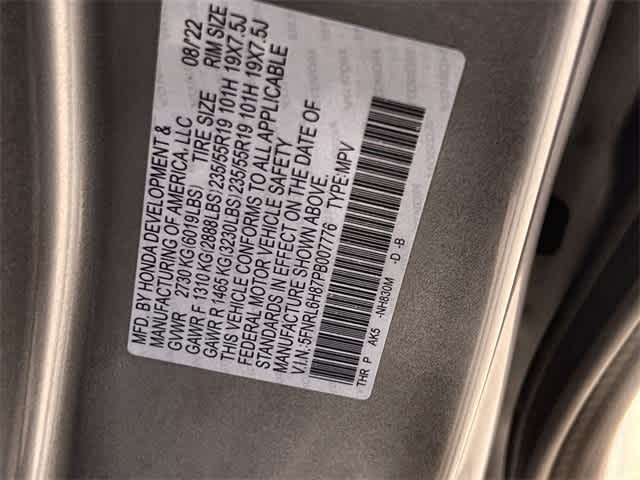 MFD. BY HONDA DEVELOPMENT &
MANUFACTURING OF AMERICA, LLC 08/'22
GVWR 2730 KG(6019LBS) TIRE SIZE RIM SIZE
GAWR F 1310 KG(2888LBS) 235/55R19 101H 19X7.5J
GAWR R 1465 KG(3230LBS) 235/55R19 101H 19X7.5J
THIS VEHICLE CONFORMS TO ALL APPLICABLE
FEDERAL MOTOR VEHICLE SAFETY
STANDARDS IN EFFECT ON THE DATE OF
MANUFACTURE SHOWN ABOVE.
V.I.N.:5FNRL6H87PB007776 TYPE:MPV
THR P AK5 -NH830M -D -B